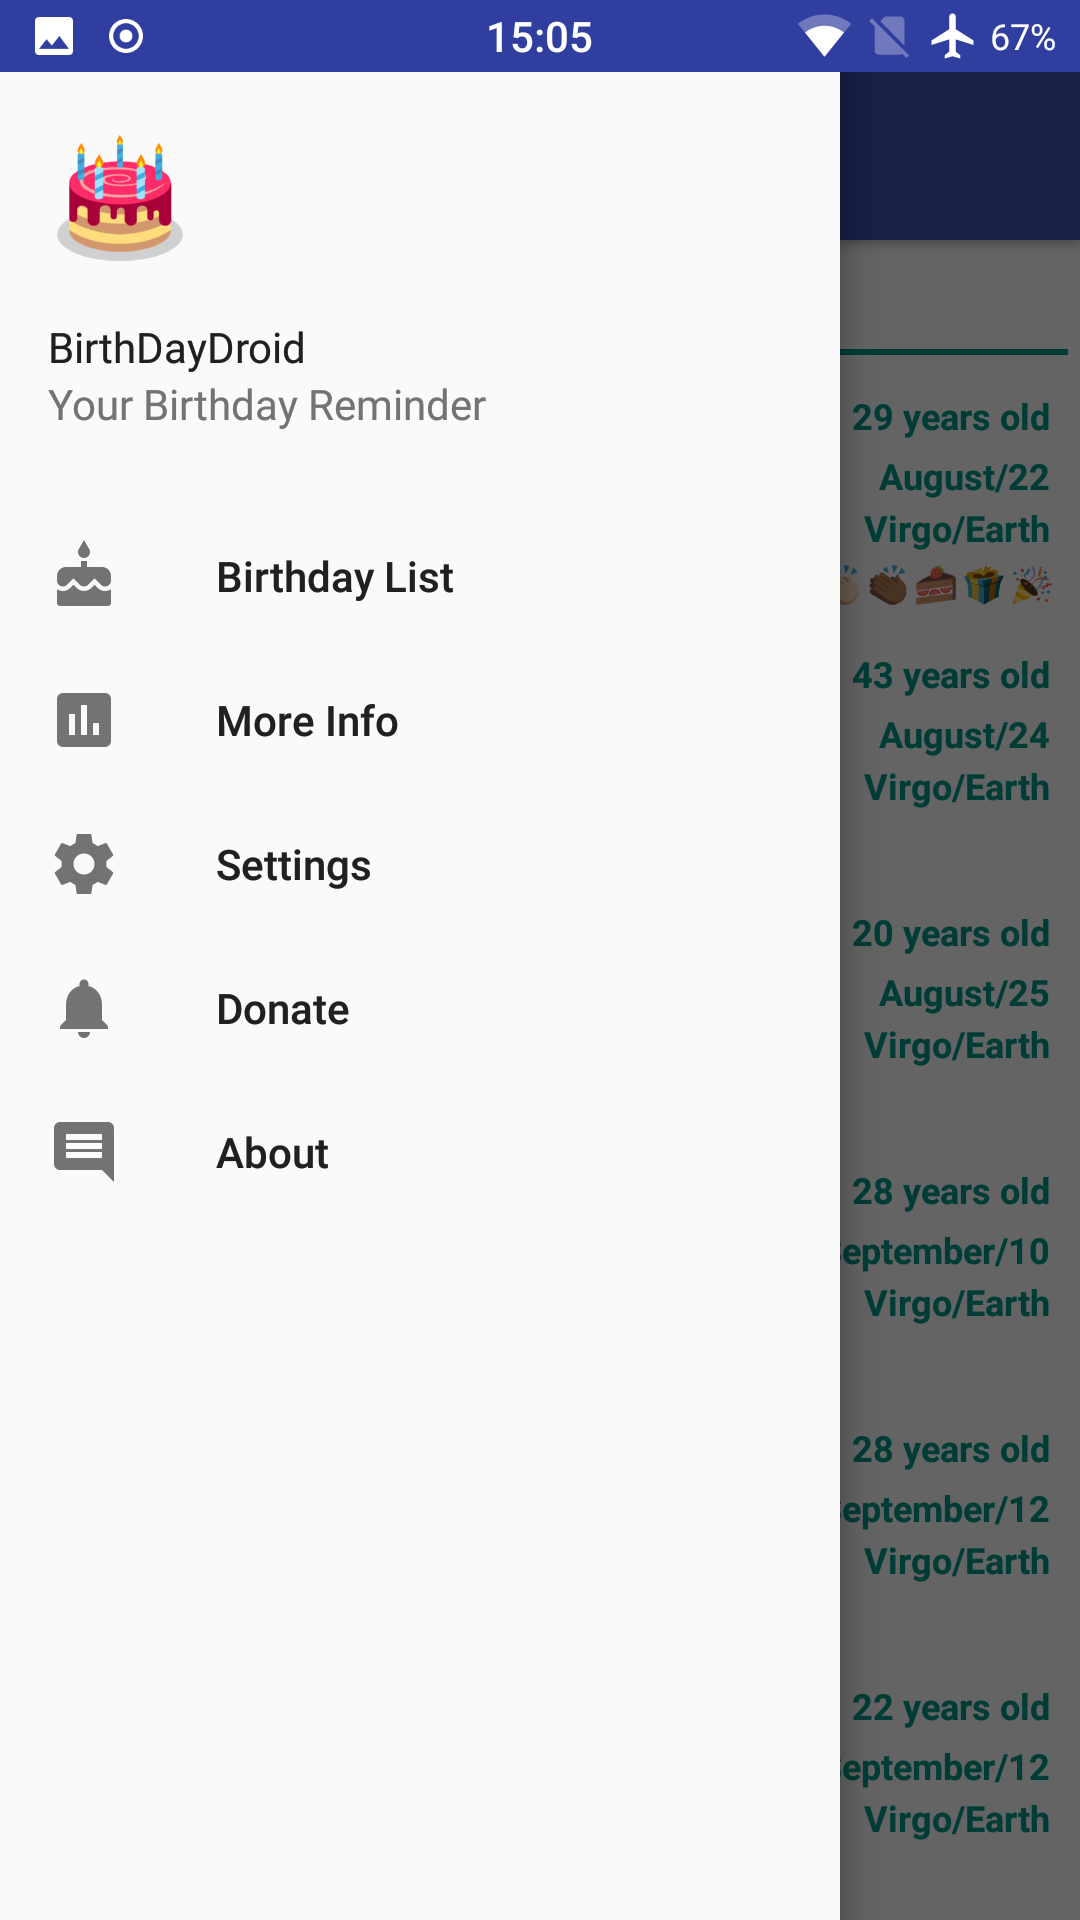 15:05
67%
BirthDayDroid
Your Birthday Reminder
Birthday List
More Info
Settings
Donate
About
29 years old
August/22
Virgo/Earth
43 years old
August/24
Virgo/Earth
20 years old
August/25
Virgo/Earth
28 years old
eptember/10
Virgo/Earth
28 years old
eptember/12
Virgo/Earth
22 years old
eptember/12
Virgo/Earth